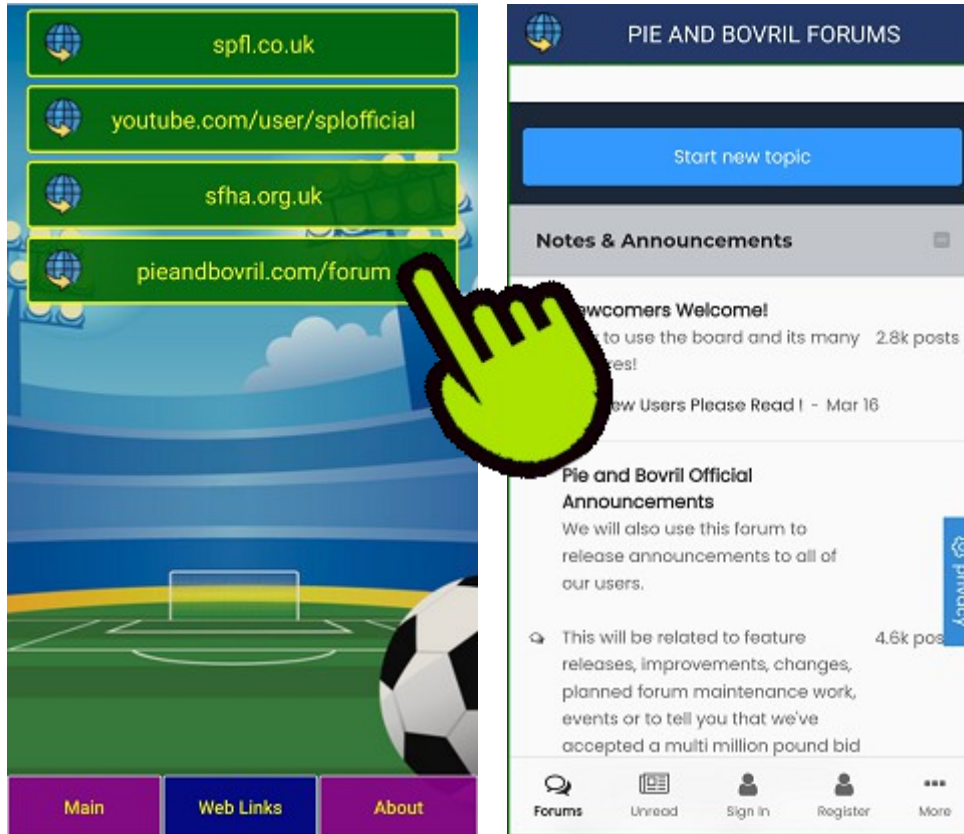 spfl.co.uk
youtube.com/user/splofficial
sfha.org.uk
pieandbovril.com/forum
Main
Web Links
About
PIE AND BOVRIL FORUMS
Start new topic
Notes & Announcements
Welcome!
to use the board and its many
2.8k posts
Users Please Read ! - Mar 16
Pie and Bovril Official
Announcements
We will also use this forum to
release announcements to all of
our users.
This will be related to feature
4.6k
releases, improvements, changes,
planned forum maintenance work,
events or to tell you that we've
accepted a multi million pound bid
privacy
Forums
Unread
Sign In
Register
More